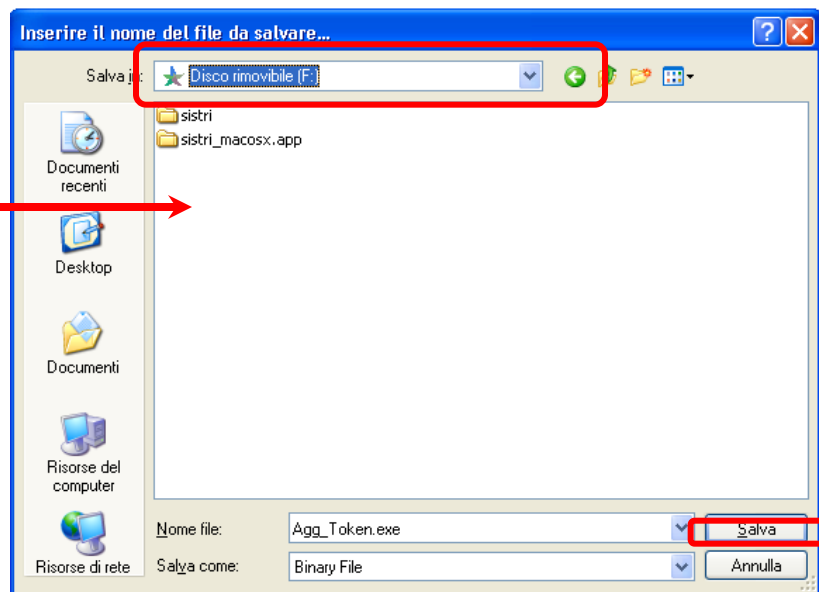 Inserire il nome del file da salvare...
Salva in: Disco rimovibile (F:)
sistri
sistri_macosx.app
Documenti
recenti
Desktop
Documenti
Risorse del
computer
Risorse di rete
Nome file: Agg_Token.exe Salva
Salva come: Binary File Annulla